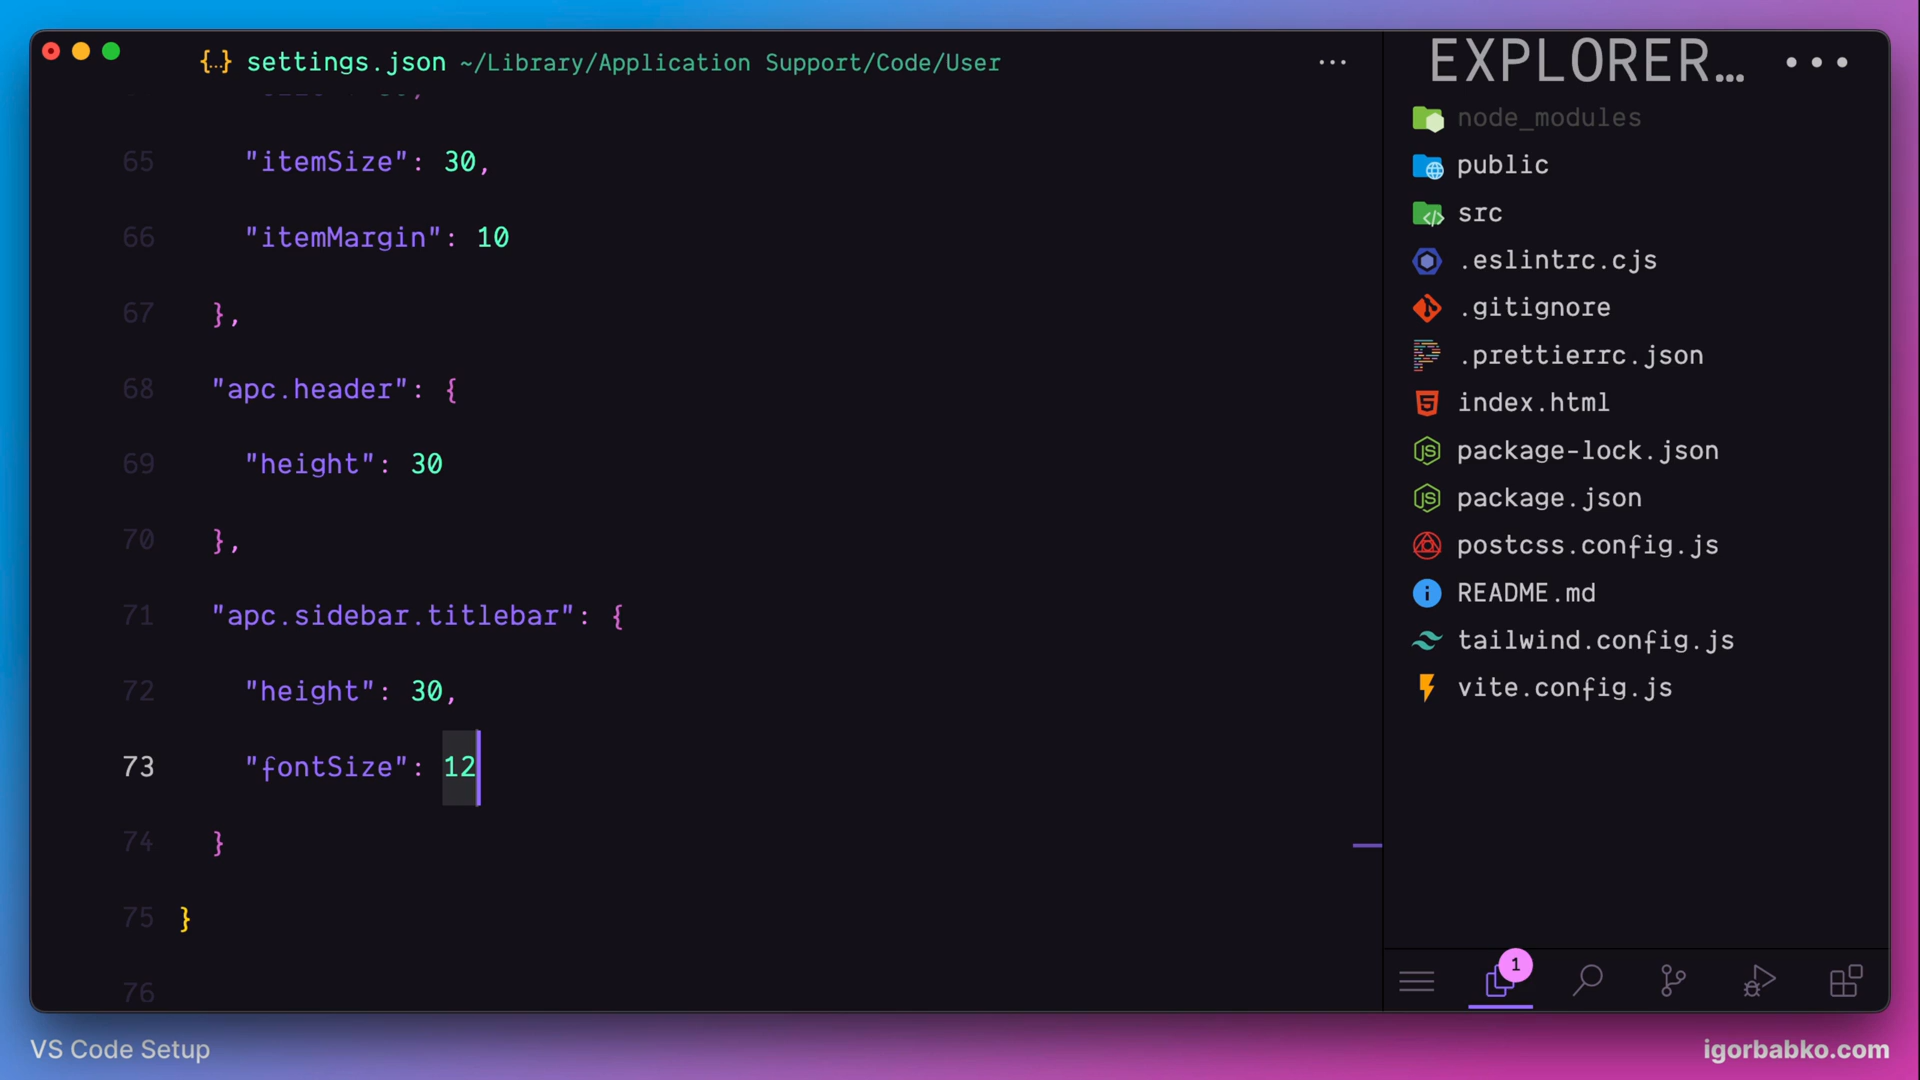 {...} settings.json ~/Library/Application Support/Code/User ...
65 "itemSize": 30,
66 "itemMargin": 10
67 },
68 "apc.header": {
69 "height": 30
70 },
71 "apc.sidebar.titlebar": {
72 "height": 30,
73 "fontSize": 12
74 }
75 }
76
EXPLORER... ...
node_modules
public
src
.eslintrc.cjs
.gitignore
.prettierrc.json
index.html
package-lock.json
package.json
postcss.config.js
README.md
tailwind.config.js
vite.config.js
1
VS Code Setup
igorbabko.com